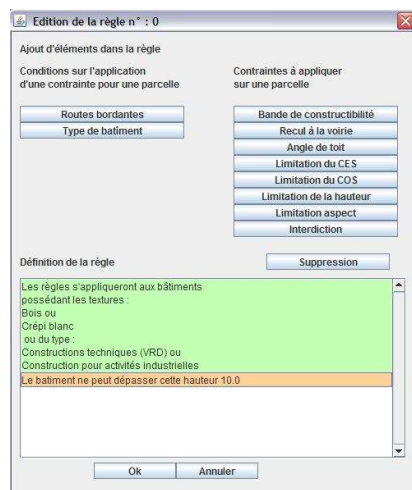 Edition de la règle n° : 0
Ajout d'éléments dans la règle
Conditions sur l'application
d'une contrainte pour une parcelle
Contraintes à appliquer
sur une parcelle
Routes bordantes
Type de batîment
Bande de constructibilité
Recul à la voirie
Angle de toit
Limitation du CES
Limitation du COS
Limitation de la hauteur
Limitation aspect
Interdiction
Définition de la règle
Suppression
Les règles s'appliqueront aux bâtiments
possédant les textures :
Bois ou
Crépi blanc
ou du type :
Constructions techniques (VRD) ou
Construction pour activités industrielles
Le batiment ne peut dépasser cette hauteur 10.0
Ok
Annuler